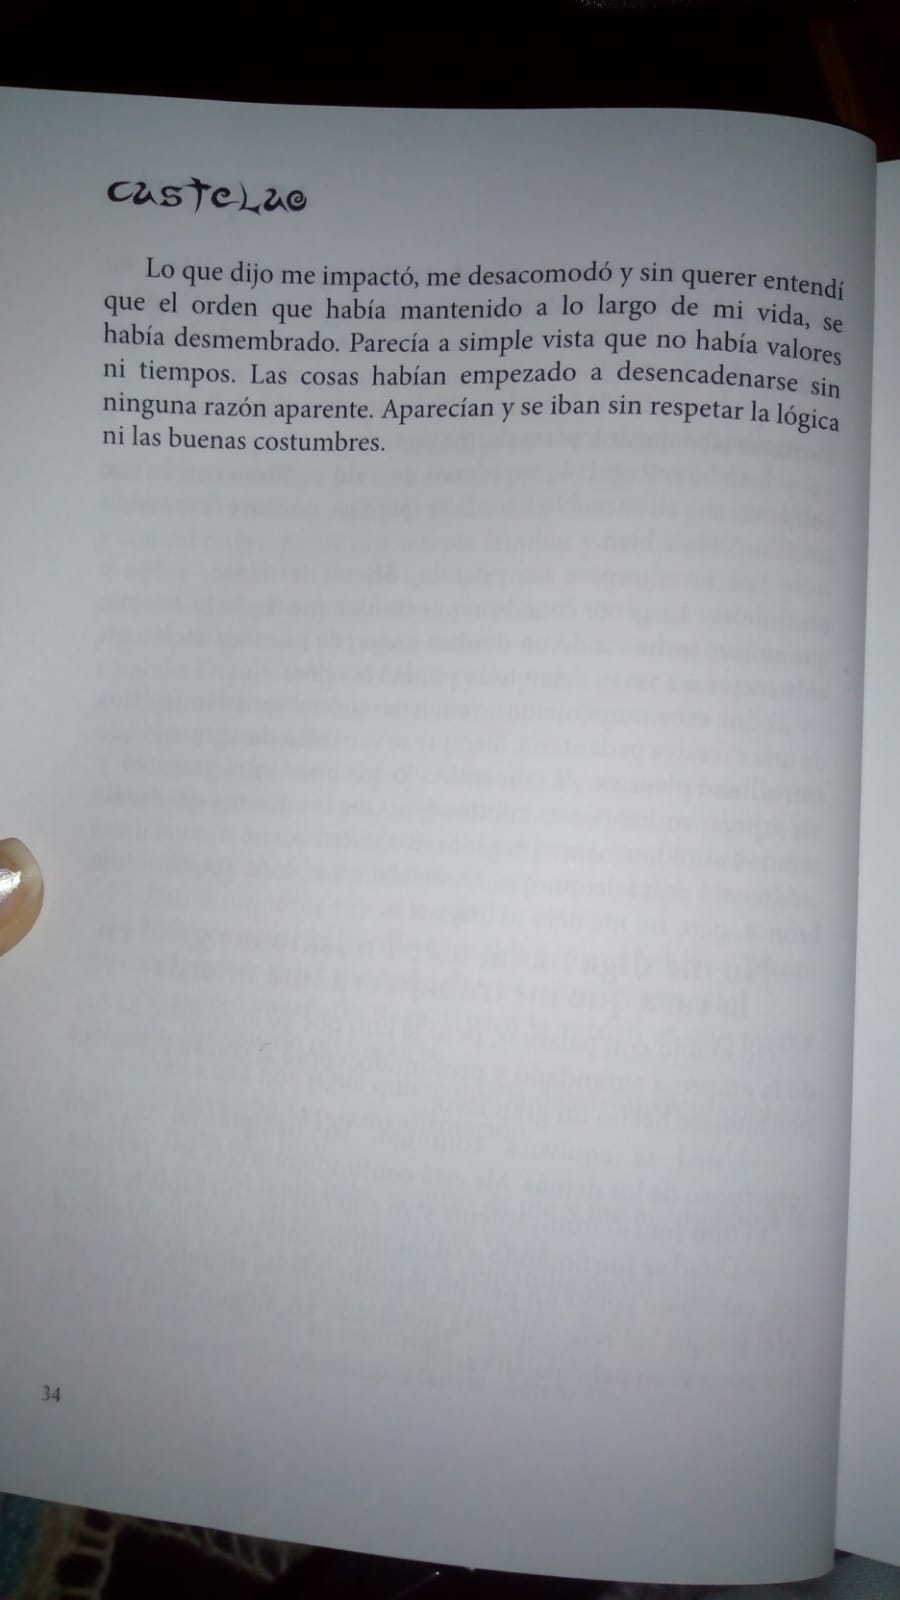 CASTELAO
Lo que dijo me impactó, me desacomodó y sin querer entendí
que el orden que había mantenido a lo largo de mi vida, se
había desmembrado. Parecía a simple vista que no había valores
ni tiempos. Las cosas habían empezado a desencadenarse sin
ninguna razón aparente. Aparecían y se iban sin respetar la lógica
ni las buenas costumbres.
34